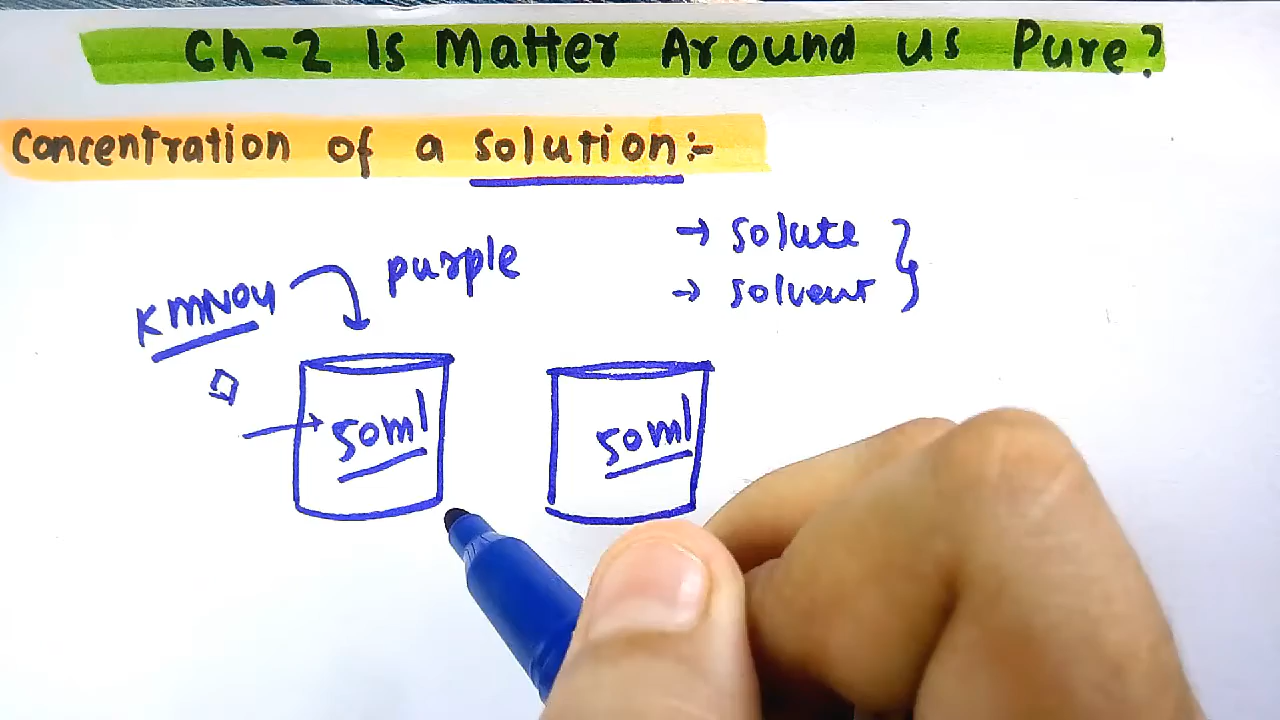 Ch-2 Is Matter Around us Pure?
Concentration of a solution:-
→ solute
→ solvent
purple
KMNO4
50ml
50ml